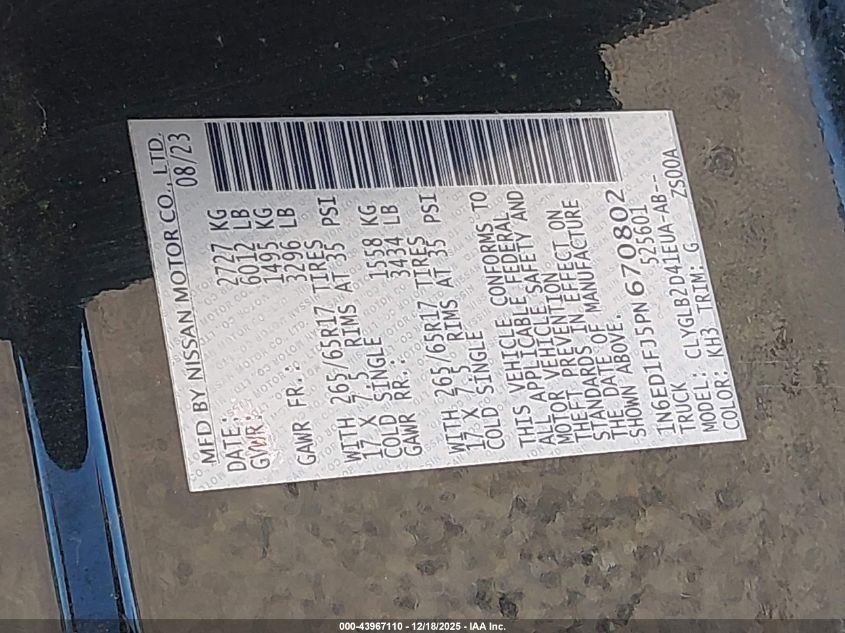 MFD BY NISSAN MOTOR CO., LTD.
DATE: 08/23
GVWR: 2727 KG
6012 LB
GAWR FR.: 1495 KG
3296 LB
WITH 265/65R17 TIRES
17 X 7.5 RIMS AT 35 PSI
COLD SINGLE
GAWR RR.: 1558 KG
3434 LB
WITH 265/65R17 TIRES
17 X 7.5 RIMS AT 35 PSI
COLD SINGLE
THIS VEHICLE CONFORMS TO
ALL APPLICABLE FEDERAL
MOTOR VEHICLE SAFETY AND
THEFT PREVENTION
STANDARDS IN EFFECT ON
THE DATE OF MANUFACTURE
SHOWN ABOVE.
1N6ED1FJ5PN670802
TRUCK 525601
MODEL: CLYGLB2D41EUA-AB--
COLOR: KH3 TRIM: G ZS00A
000-43967110 - 12/18/2025 - IAA Inc.